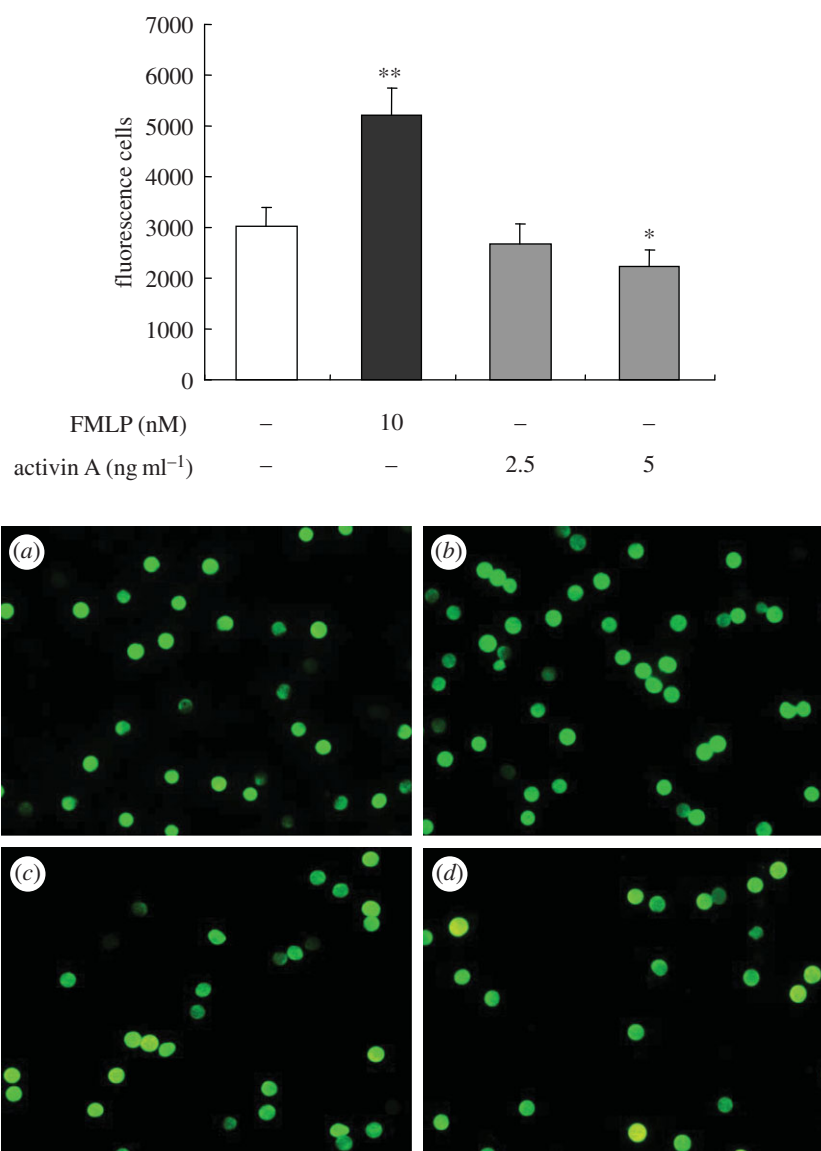 7000
6000
5000
4000
3000
2000
1000
0
fluorescence cells
**
*
FMLP (nM) – 10 – –
activin A (ng ml⁻¹) – – 2.5 5
(a) (b)
(c) (d)